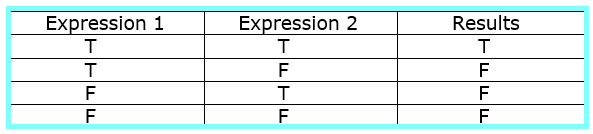 Expression 1 Expression 2 Results
T T T
T F F
F T F
F F F